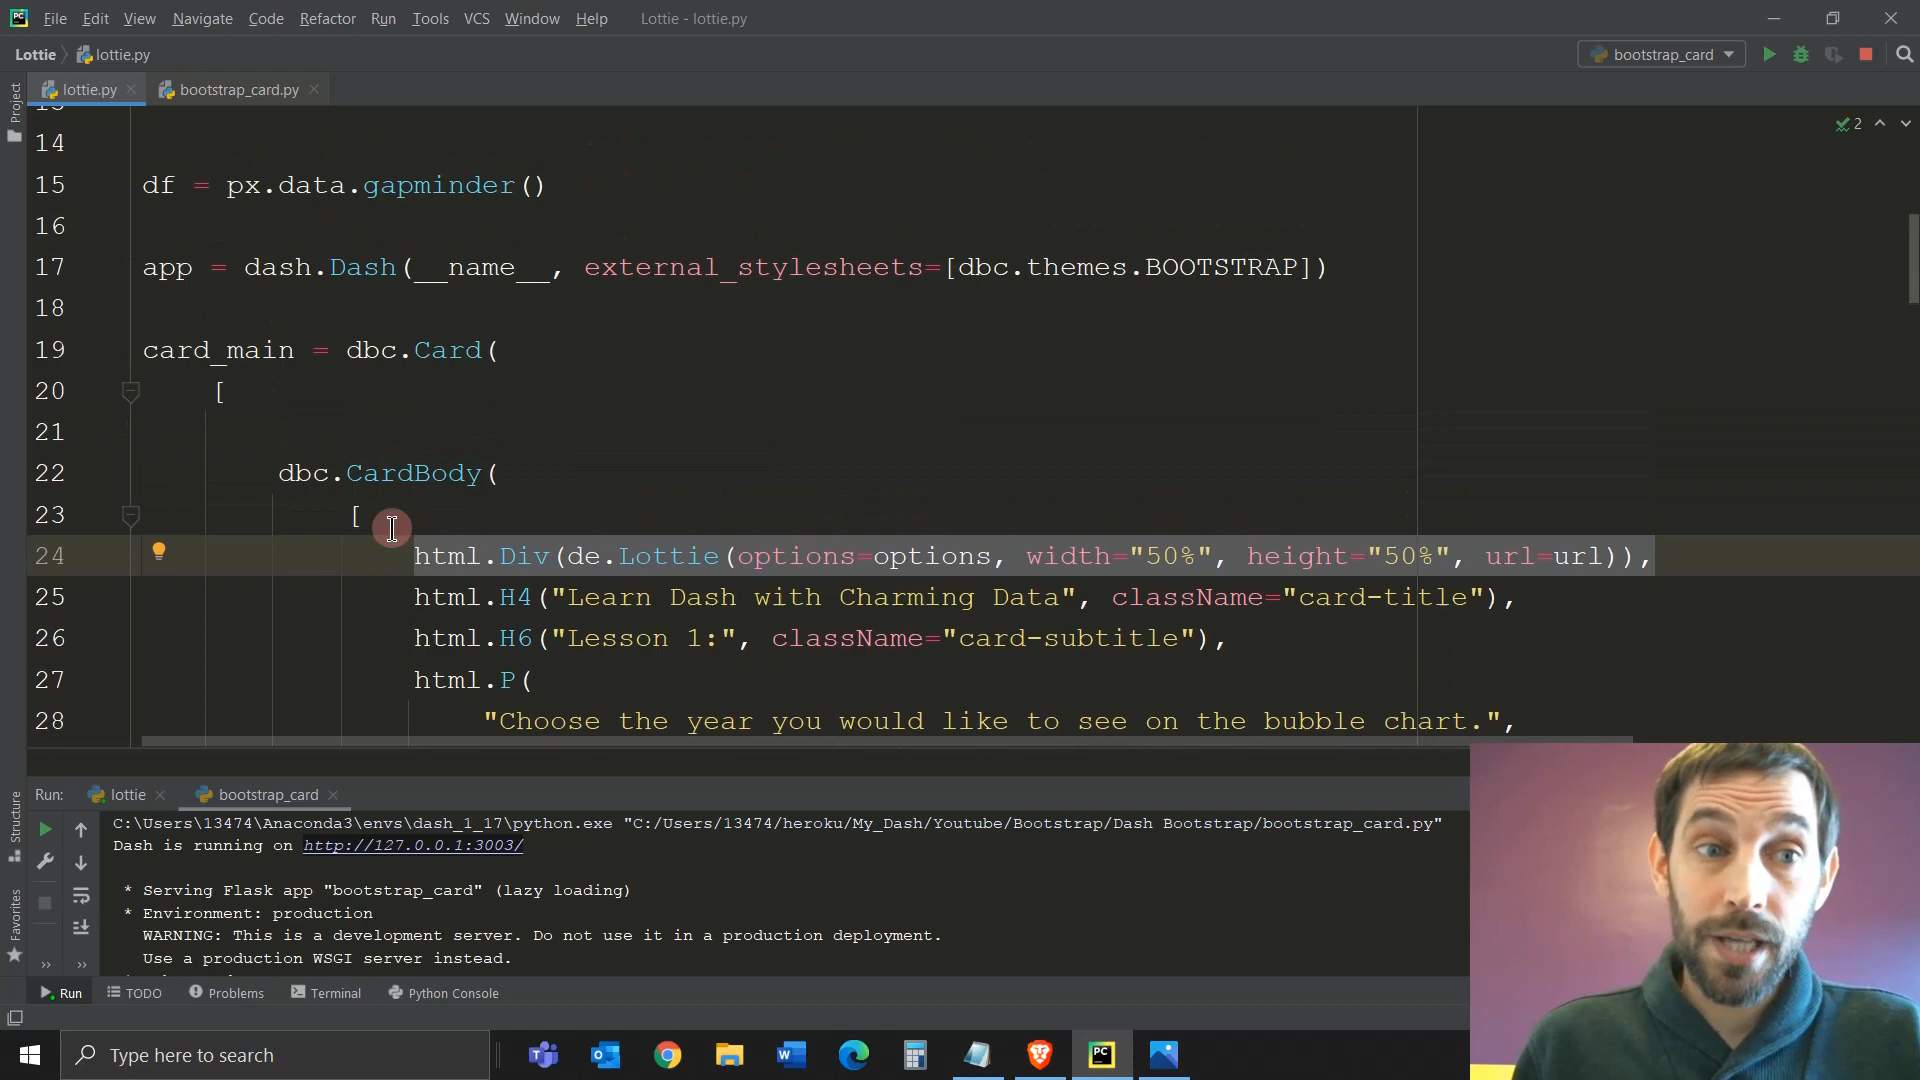 PC File Edit View Navigate Code Refactor Run Tools VCS Window Help Lottie - lottie.py
Lottie lottie.py bootstrap_card
lottie.py bootstrap_card.py
Project
2
14
15 df = px.data.gapminder()
16
17 app = dash.Dash(__name__, external_stylesheets=[dbc.themes.BOOTSTRAP])
18
19 card_main = dbc.Card(
20 [
21
22 dbc.CardBody(
23 [
24 html.Div(de.Lottie(options=options, width="50%", height="50%", url=url)),
25 html.H4("Learn Dash with Charming Data", className="card-title"),
26 html.H6("Lesson 1:", className="card-subtitle"),
27 html.P(
28 "Choose the year you would like to see on the bubble chart.",
Run: lottie bootstrap_card
Structure
Favorites
C:\Users\13474\Anaconda3\envs\dash_1_17\python.exe "C:/Users/13474/heroku/My_Dash/Youtube/Bootstrap/Dash Bootstrap/bootstrap_card.py"
Dash is running on http://127.0.0.1:3003/
* Serving Flask app "bootstrap_card" (lazy loading)
* Environment: production
WARNING: This is a development server. Do not use it in a production deployment.
Use a production WSGI server instead.
Run TODO Problems Terminal Python Console
Type here to search
PC